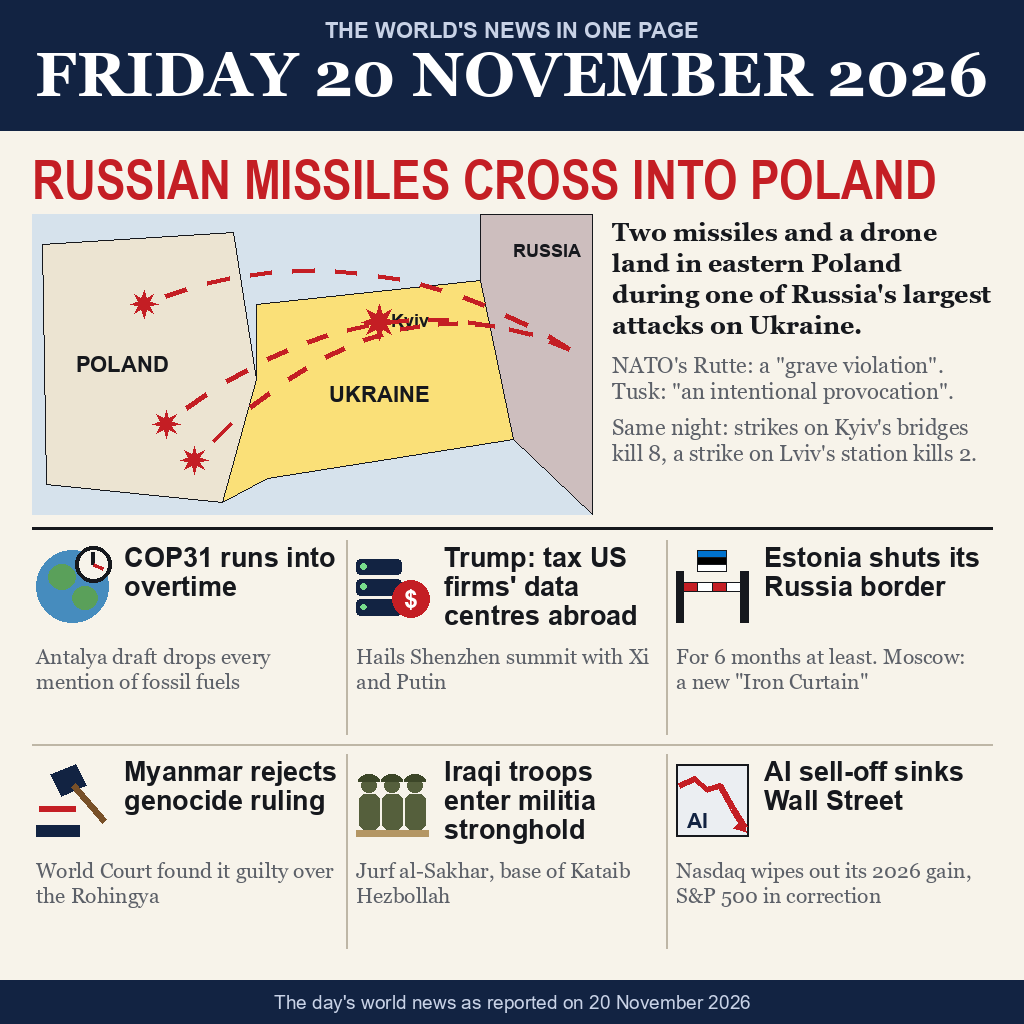 THE WORLD'S NEWS IN ONE PAGE
FRIDAY 20 NOVEMBER 2026
RUSSIAN MISSILES CROSS INTO POLAND
RUSSIA
Kyiv
POLAND
UKRAINE
Two missiles and a drone
land in eastern Poland
during one of Russia's largest
attacks on Ukraine.
NATO's Rutte: a "grave violation".
Tusk: "an intentional provocation".
Same night: strikes on Kyiv's bridges
kill 8, a strike on Lviv's station kills 2.
COP31 runs into
overtime
Antalya draft drops every
mention of fossil fuels
$
Trump: tax US
firms' data
centres abroad
Hails Shenzhen summit with Xi
and Putin
Estonia shuts its
Russia border
For 6 months at least. Moscow:
a new "Iron Curtain"
Myanmar rejects
genocide ruling
World Court found it guilty over
the Rohingya
Iraqi troops
enter militia
stronghold
Jurf al-Sakhar, base of Kataib
Hezbollah
AI
AI sell-off sinks
Wall Street
Nasdaq wipes out its 2026 gain,
S&P 500 in correction
The day's world news as reported on 20 November 2026